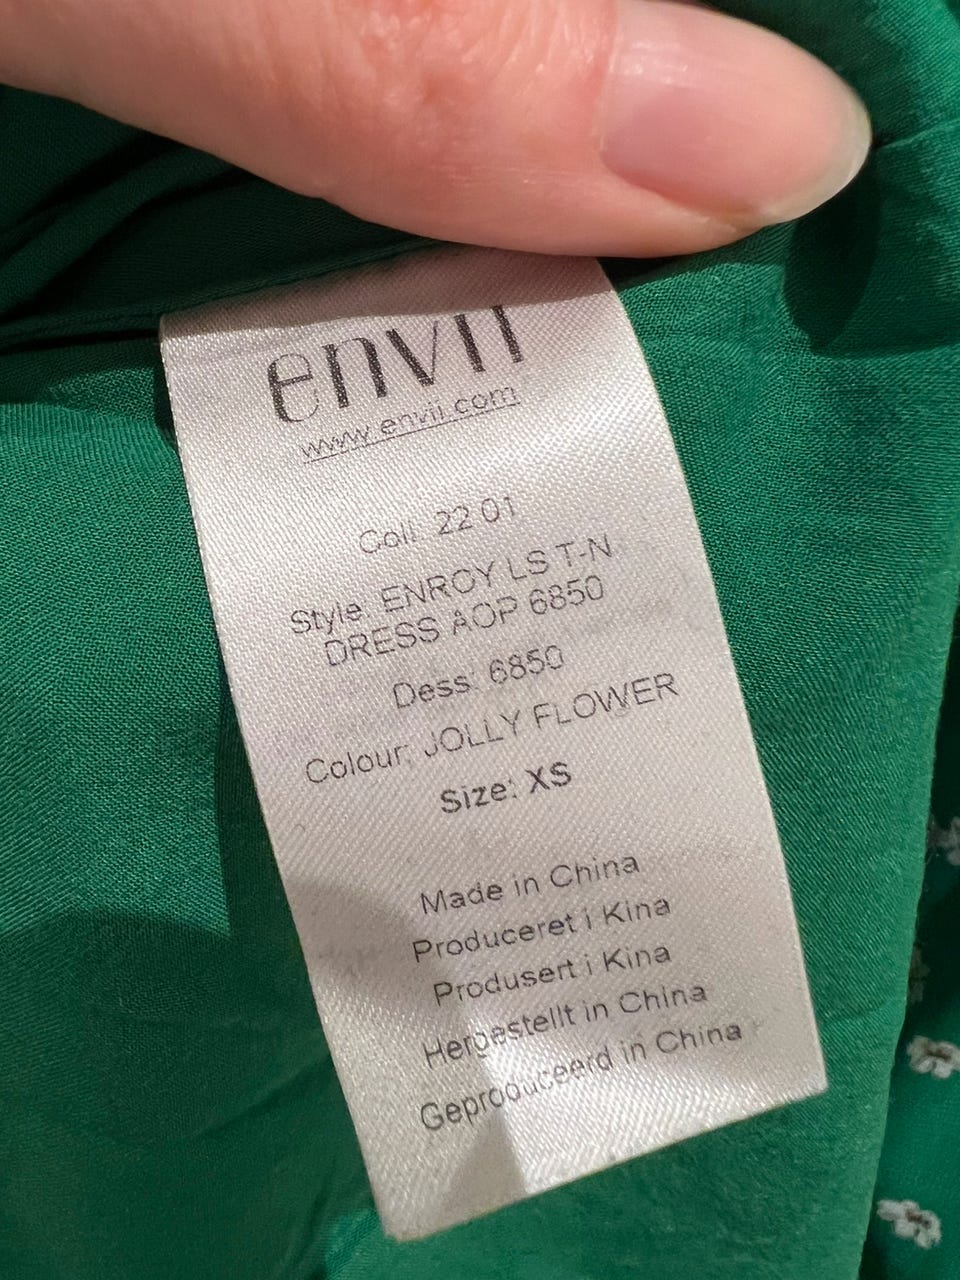 envii
www.envii.com
Coll: 22 01
Style: ENROY LS T-N
DRESS AOP 6850
Dess: 6850
Colour: JOLLY FLOWER
Size: XS
Made in China
Produceret i Kina
Produsert i Kina
Hergestellt in China
Geproduceerd in China